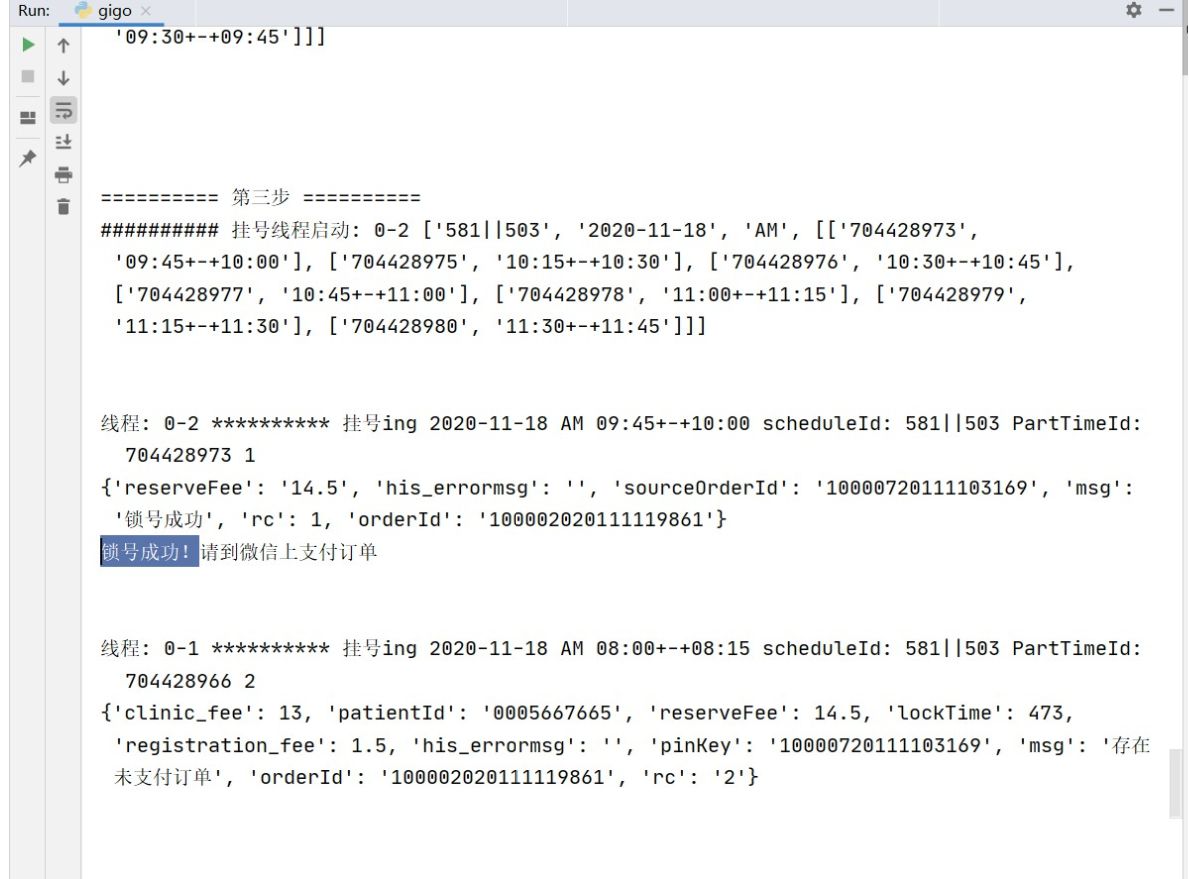 Run: gigo
'09:30+-+09:45']]]
========== 第三步 ==========
########## 挂号线程启动: 0-2 ['581||503', '2020-11-18', 'AM', [['704428973',
'09:45+-+10:00'], ['704428975', '10:15+-+10:30'], ['704428976', '10:30+-+10:45'],
['704428977', '10:45+-+11:00'], ['704428978', '11:00+-+11:15'], ['704428979',
'11:15+-+11:30'], ['704428980', '11:30+-+11:45']]]
线程: 0-2 ********** 挂号ing 2020-11-18 AM 09:45+-+10:00 scheduleId: 581||503 PartTimeId:
704428973 1
{'reserveFee': '14.5', 'his_errormsg': '', 'sourceOrderId': '10000720111103169', 'msg':
'锁号成功', 'rc': 1, 'orderId': '100002020111119861'}
锁号成功! 请到微信上支付订单
线程: 0-1 ********** 挂号ing 2020-11-18 AM 08:00+-+08:15 scheduleId: 581||503 PartTimeId:
704428966 2
{'clinic_fee': 13, 'patientId': '0005667665', 'reserveFee': 14.5, 'lockTime': 473,
'registration_fee': 1.5, 'his_errormsg': '', 'pinKey': '10000720111103169', 'msg': '存在
未支付订单', 'orderId': '100002020111119861', 'rc': '2'}